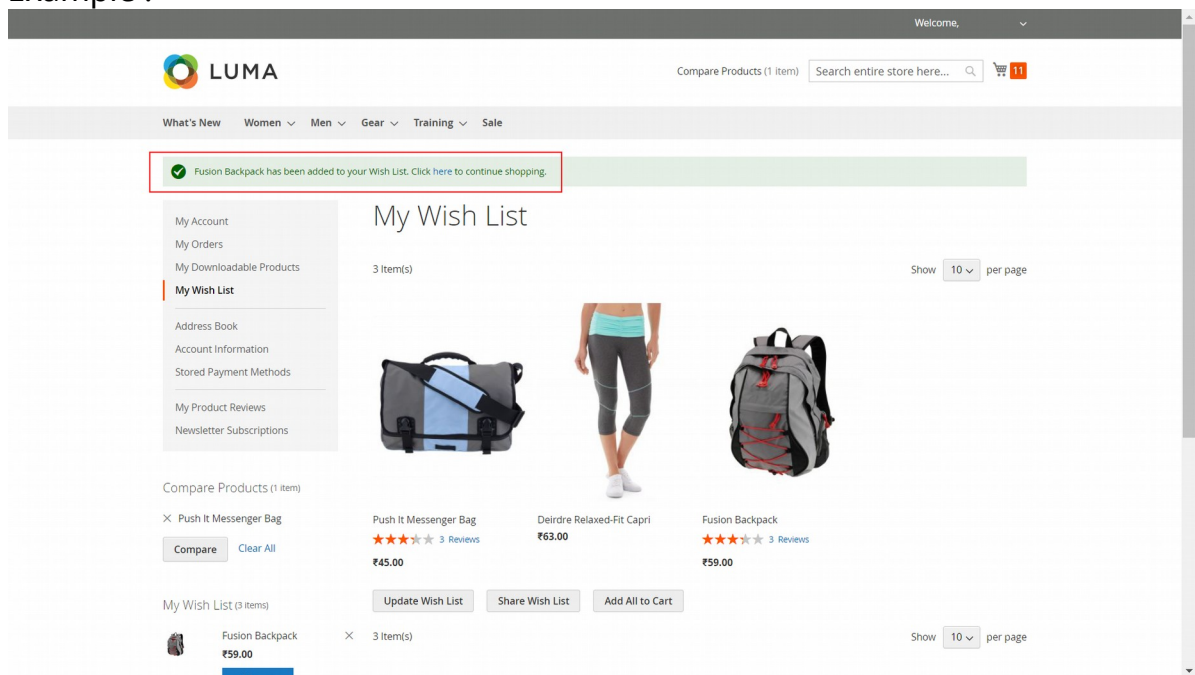 Example :
Welcome,
LUMA
Compare Products (1 item)
Search entire store here...
11
What's New Women Men Gear Training Sale
Fusion Backpack has been added to your Wish List. Click here to continue shopping.
My Account
My Orders
My Downloadable Products
My Wish List
Address Book
Account Information
Stored Payment Methods
My Product Reviews
Newsletter Subscriptions
Compare Products (1 item)
Push It Messenger Bag
Compare Clear All
My Wish List (3 items)
Fusion Backpack
₹59.00
My Wish List
3 Item(s)
Show 10 per page
Push It Messenger Bag
3 Reviews
₹45.00
Deirdre Relaxed-Fit Capri
₹63.00
Fusion Backpack
3 Reviews
₹59.00
Update Wish List Share Wish List Add All to Cart
3 Item(s)
Show 10 per page